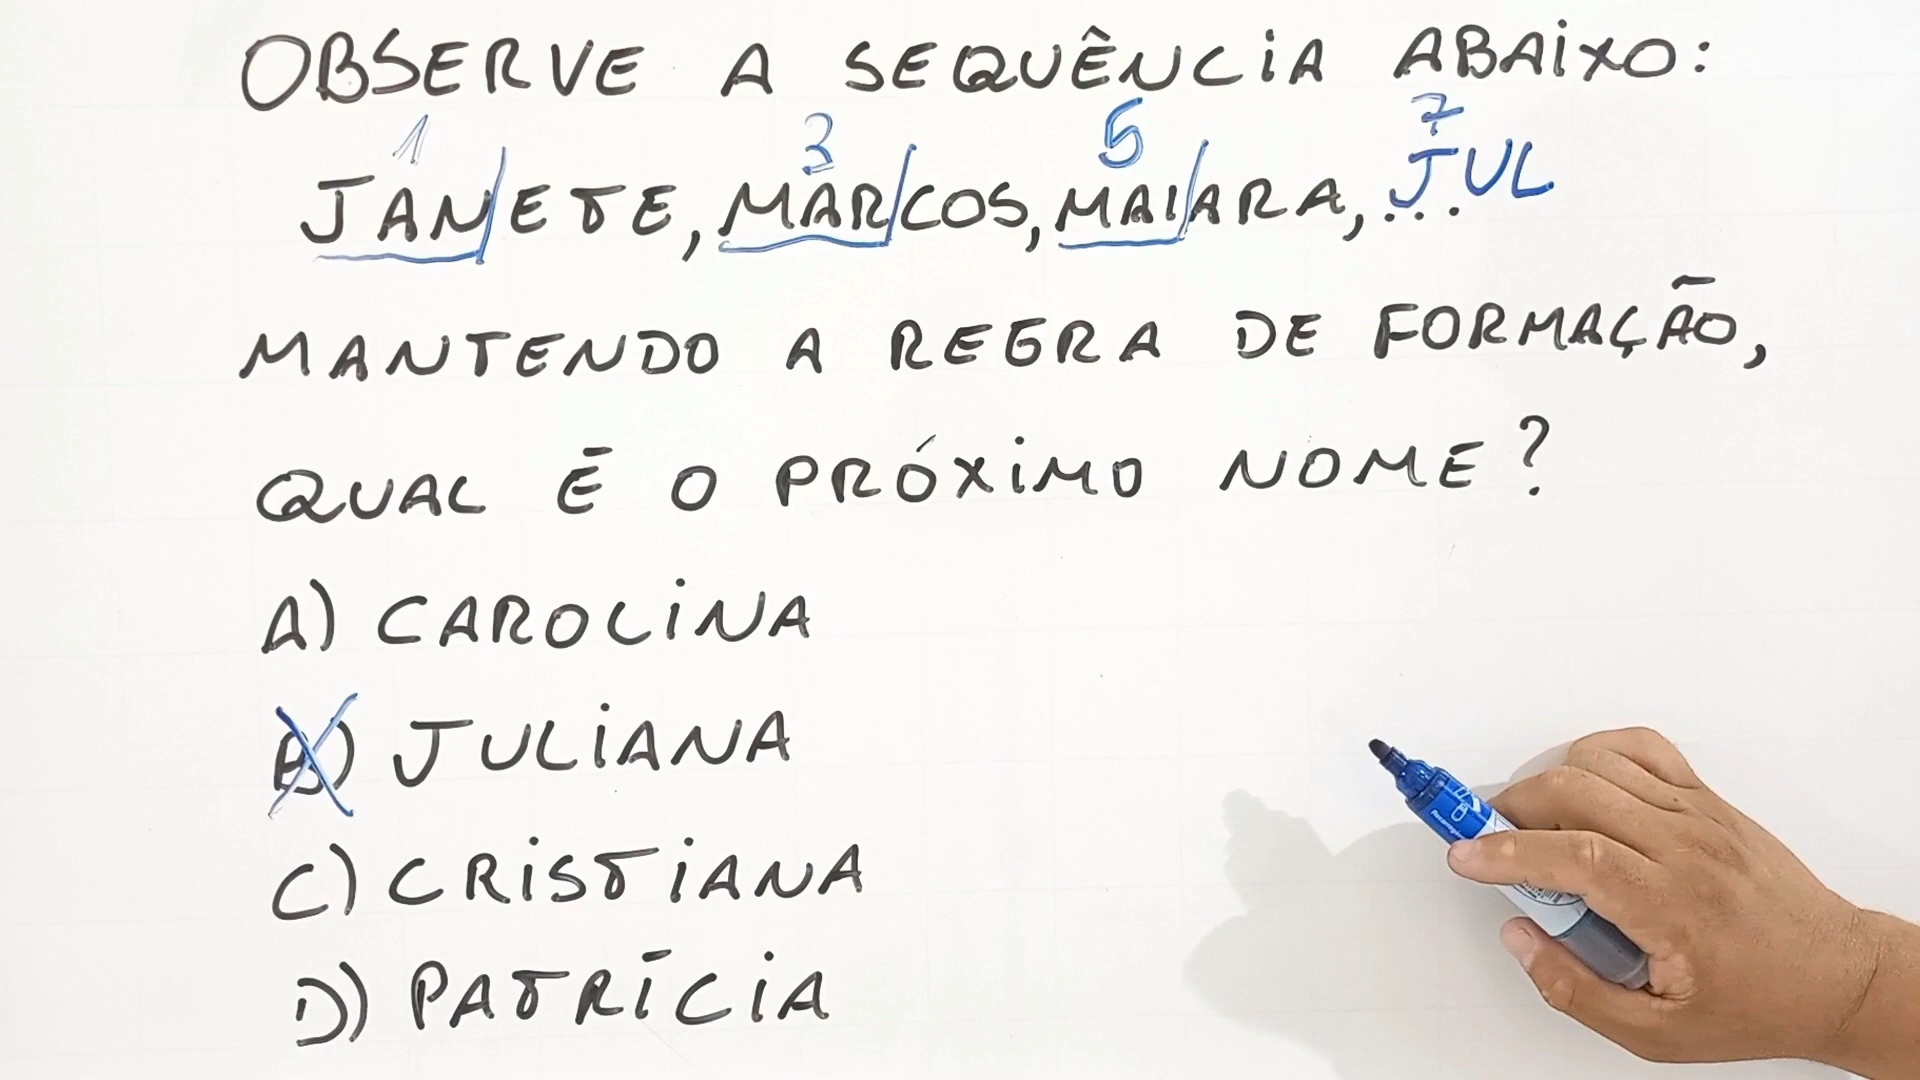 OBSERVE A SEQUÊNCIA ABAIXO:
1 3 5 7
JANETE, MARCOS, MAIARA, ... JUL
MANTENDO A REGRA DE FORMAÇÃO,
QUAL É O PRÓXIMO NOME?
A) CAROLINA
B) JULIANA
C) CRISTIANA
D) PATRÍCIA